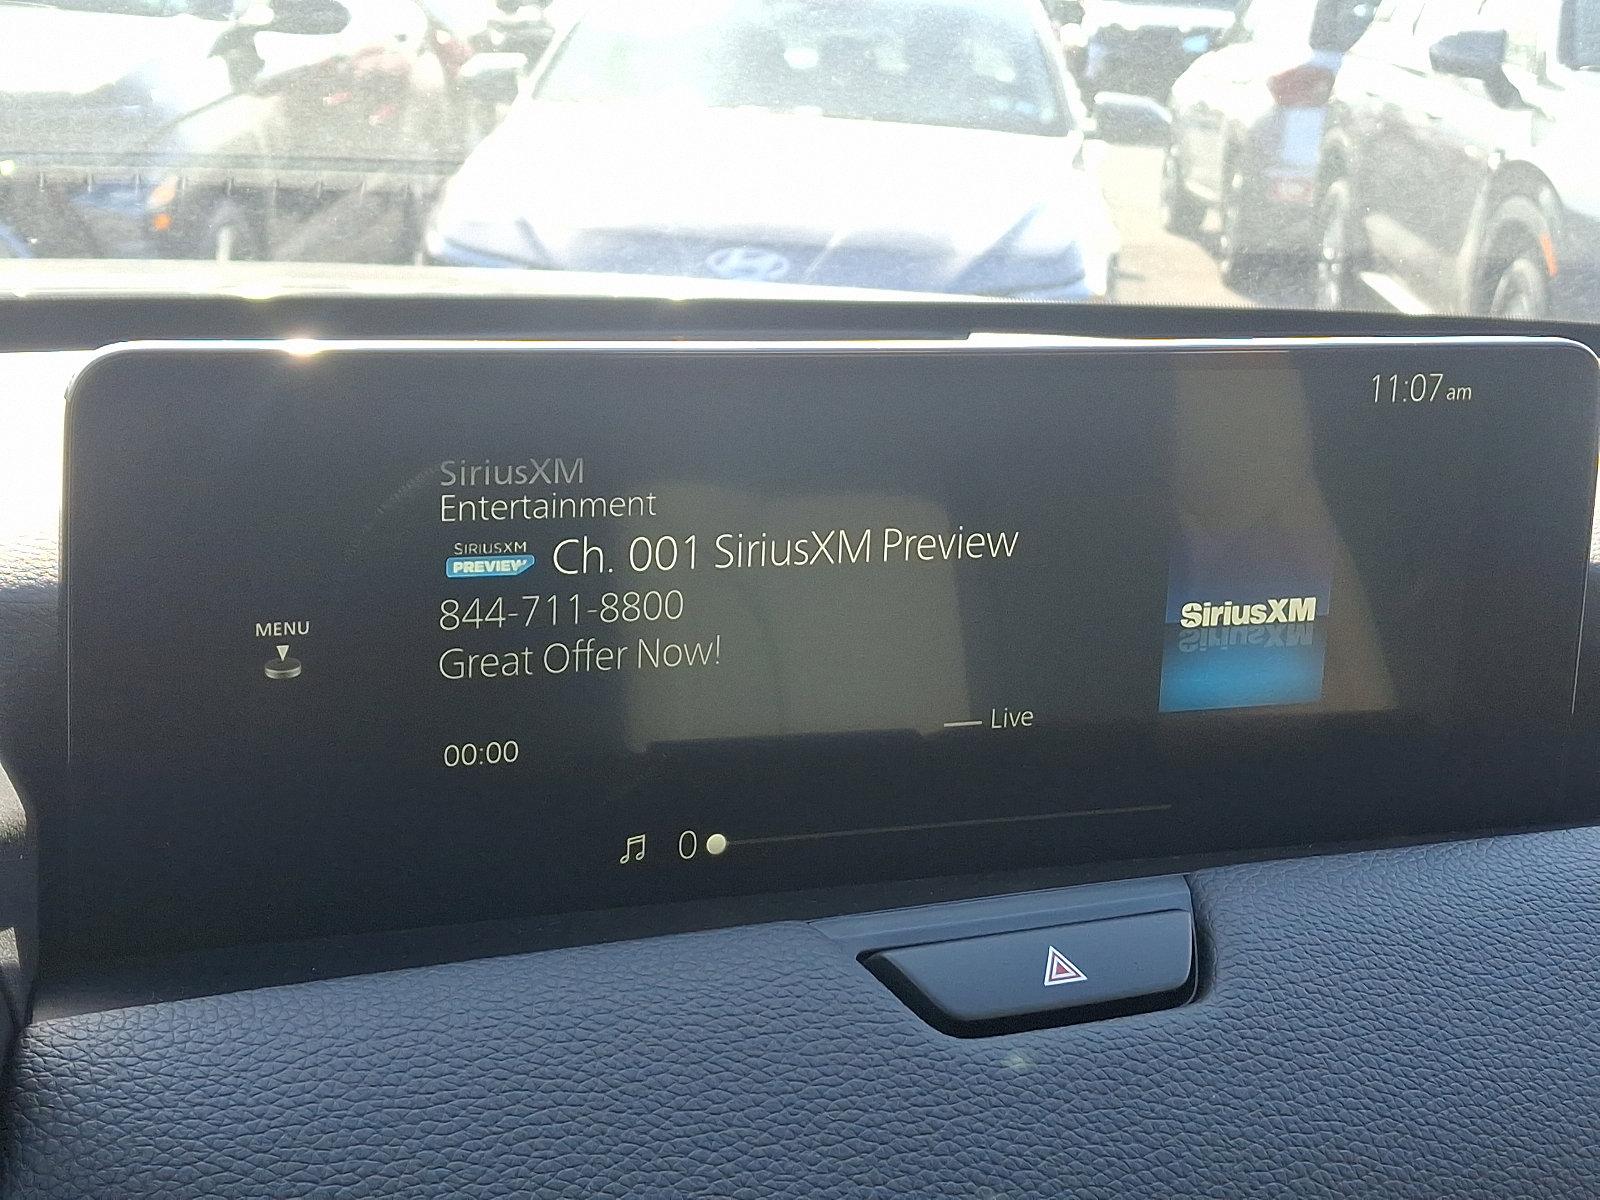 11:07 am
SiriusXM
Entertainment
SIRIUSXM
PREVIEW
Ch. 001 SiriusXM Preview
844-711-8800
Great Offer Now!
MENU
SiriusXM
Live
00:00
0